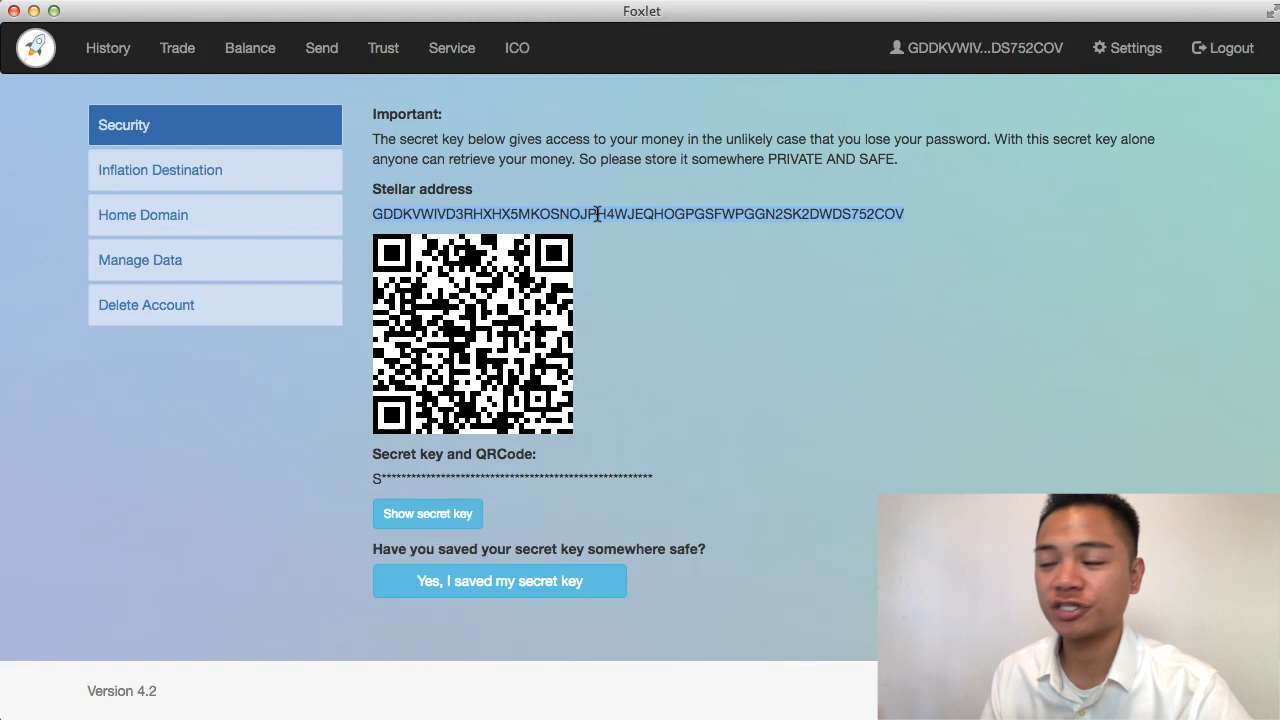 Foxlet
History Trade Balance Send Trust Service ICO GDDKVWIV...DS752COV Settings Logout
Security
Inflation Destination
Home Domain
Manage Data
Delete Account
Important:
The secret key below gives access to your money in the unlikely case that you lose your password. With this secret key alone
anyone can retrieve your money. So please store it somewhere PRIVATE AND SAFE.
Stellar address
GDDKVWIVD3RHXHX5MKOSNOJPH4WJEQHOGPGSFWPGGN2SK2DWDS752COV
Secret key and QRCode:
S*******************************************************
Show secret key
Have you saved your secret key somewhere safe?
Yes, I saved my secret key
Version 4.2